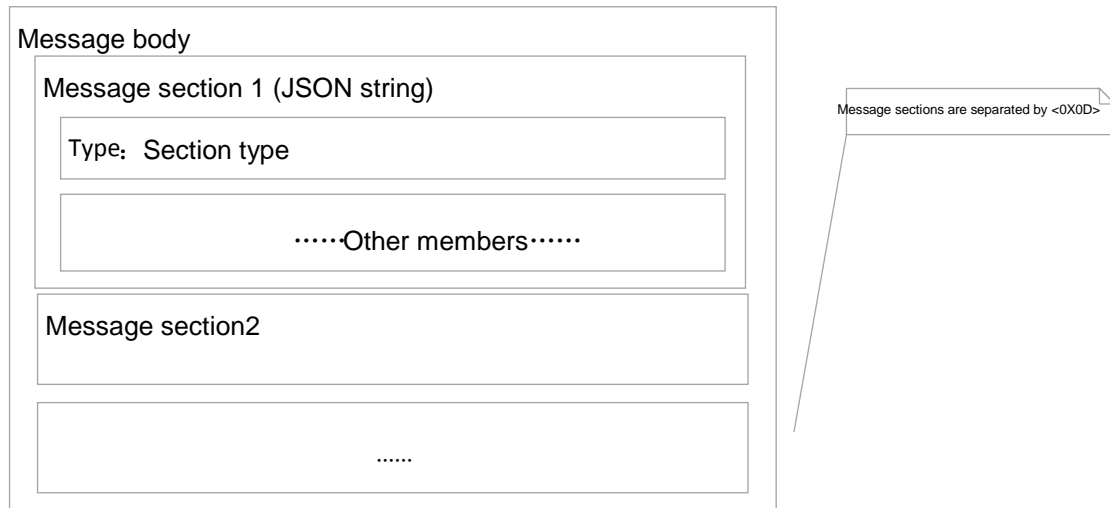 Message body
Message section 1 (JSON string)
Type：Section type
……Other members……
Message section2
......
Message sections are separated by <0X0D>